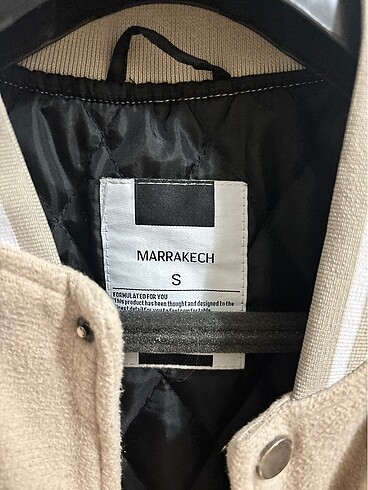 MARRAKECH
S
FORMULATED FOR YOU
This product has been thought and designed to the